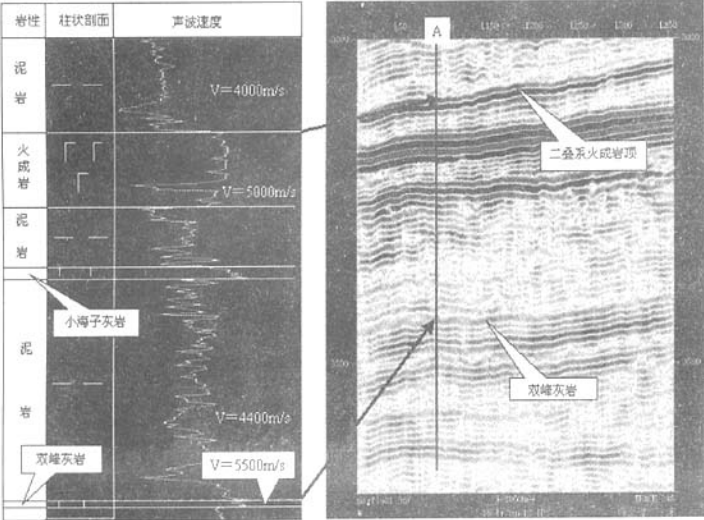 岩性 柱状剖面 声波速度
泥岩
V=4000m/s
火成岩
V=5000m/s
泥岩
小海子灰岩
泥岩
V=4400m/s
双峰灰岩
V=5500m/s
A
二叠系火成岩顶
双峰灰岩